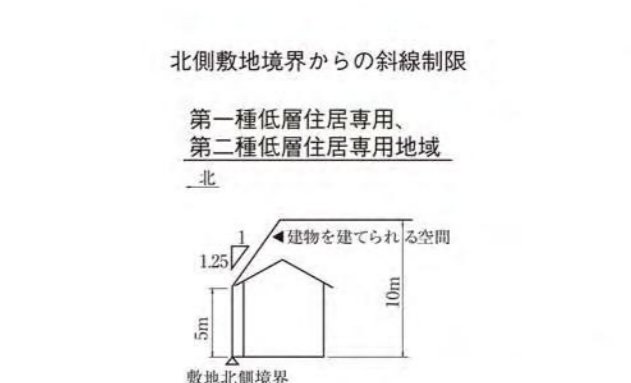 北側敷地境界からの斜線制限
第一種低層住居専用、
第二種低層住居専用地域
北
1
1.25
◀建物を建てられる空間
5m
10m
敷地北側境界